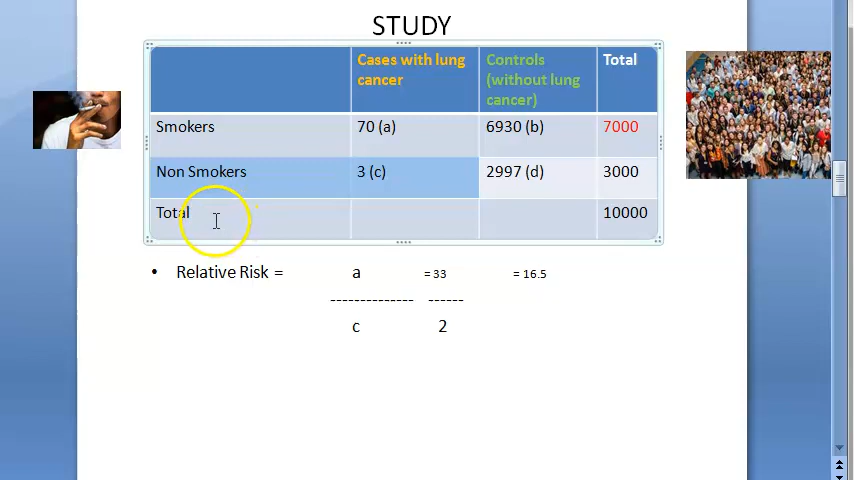 STUDY
Cases with lung cancer
Controls (without lung cancer)
Total
Smokers
70 (a)
6930 (b)
7000
Non Smokers
3 (c)
2997 (d)
3000
Total
10000
• Relative Risk = a = 33 = 16.5
-------------- ------
c 2